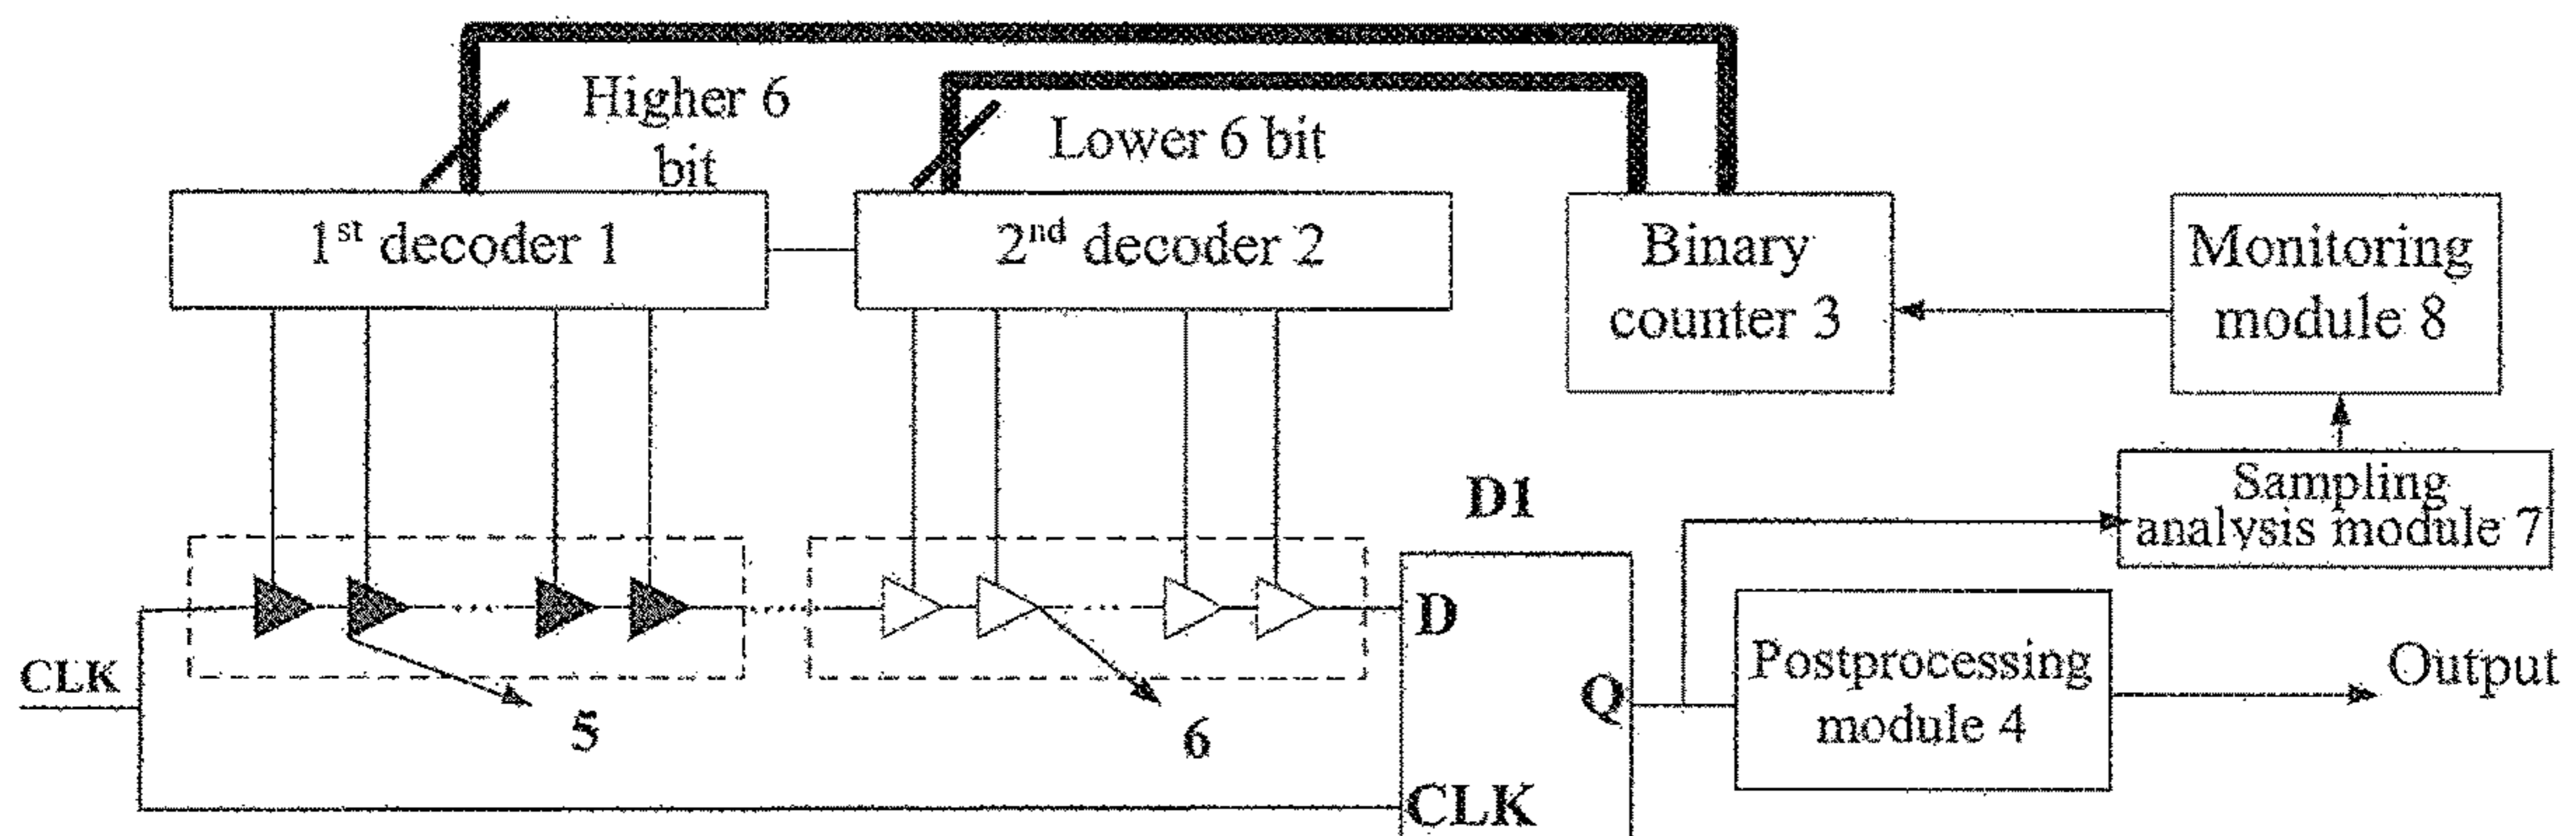 Higher 6
bit
Lower 6 bit
1st decoder 1
2nd decoder 2
Binary
counter 3
Monitoring
module 8
Sampling
analysis module 7
D1
D
Q
CLK
CLK
5
6
Postprocessing
module 4
Output